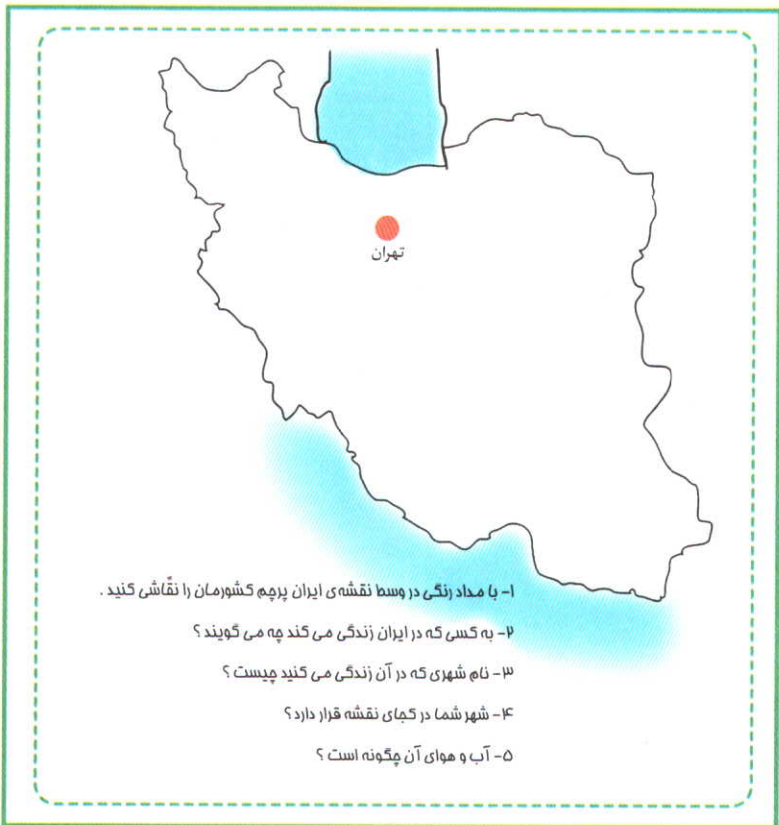 تهران
۱- با مداد رنگی در وسط نقشه‌ی ایران پرچم کشورمان را نقّاشی کنید .
۲- به کسی که در ایران زندگی می کند چه می گویند ؟
۳- نام شهری که در آن زندگی می کنید چیست ؟
۴- شهر شما در کجای نقشه قرار دارد ؟
۵- آب و هوای آن چگونه است ؟